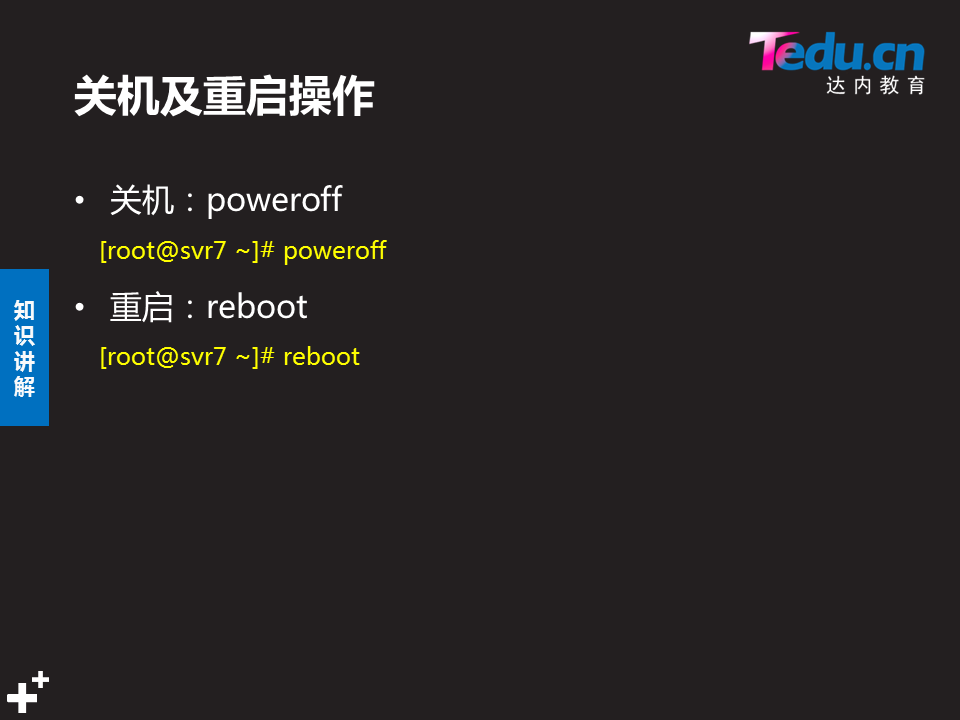 Tedu.cn
达内教育
关机及重启操作
• 关机：poweroff
[root@svr7 ~]# poweroff
• 重启：reboot
[root@svr7 ~]# reboot
知
识
讲
解